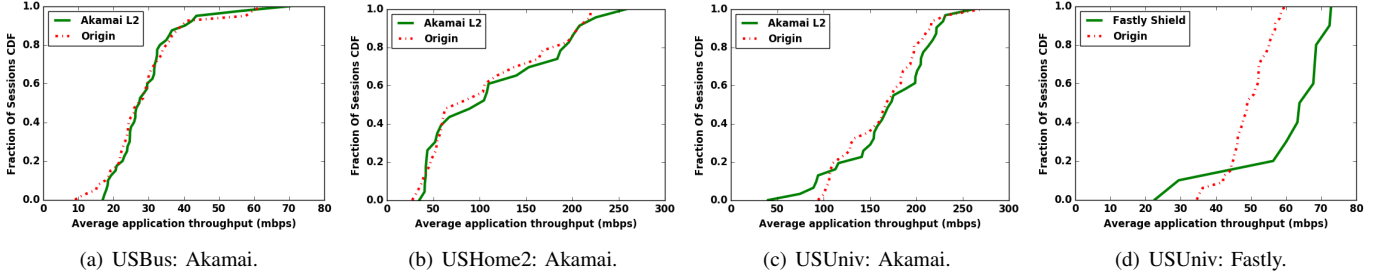 Fraction Of Sessions CDF
1.0
0.8
0.6
0.4
0.2
0.0
Akamai L2
Origin
0 10 20 30 40 50 60 70 80
Average application throughput (mbps)
(a) USBus: Akamai.
Fraction Of Sessions CDF
1.0
0.8
0.6
0.4
0.2
0.0
Akamai L2
Origin
0 50 100 150 200 250 300
Average application throughput (mbps)
(b) USHome2: Akamai.
Fraction Of Sessions CDF
1.0
0.8
0.6
0.4
0.2
0.0
Akamai L2
Origin
0 50 100 150 200 250 300
Average application throughput (mbps)
(c) USUniv: Akamai.
Fraction Of Sessions CDF
1.0
0.8
0.6
0.4
0.2
0.0
Fastly Shield
Origin
0 10 20 30 40 50 60 70 80
Average application throughput (mbps)
(d) USUniv: Fastly.